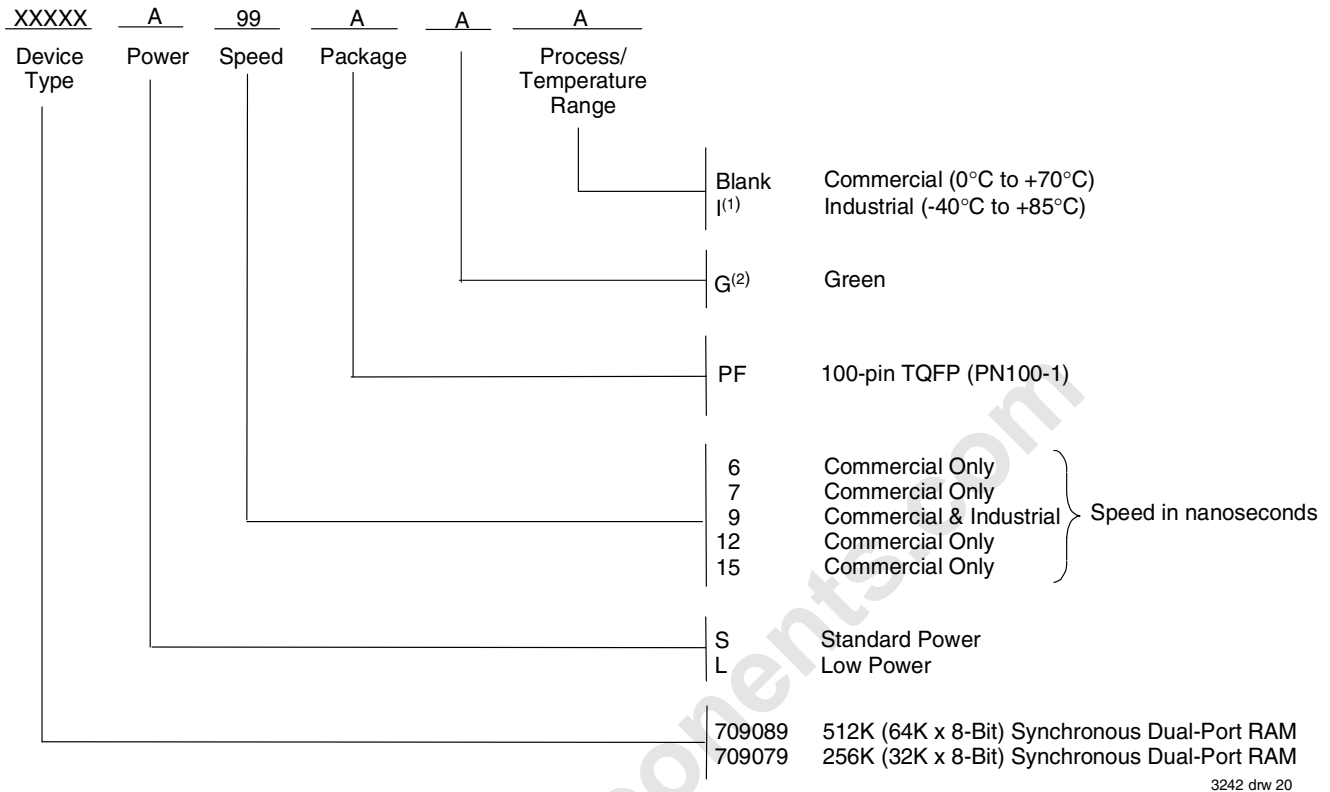 XXXXX A 99 A A A
Device Type Power Speed Package Process/ Temperature Range
Blank Commercial (0°C to +70°C)
I(1) Industrial (-40°C to +85°C)
G(2) Green
PF 100-pin TQFP (PN100-1)
6 Commercial Only
7 Commercial Only
9 Commercial & Industrial Speed in nanoseconds
12 Commercial Only
15 Commercial Only
S Standard Power
L Low Power
709089 512K (64K x 8-Bit) Synchronous Dual-Port RAM
709079 256K (32K x 8-Bit) Synchronous Dual-Port RAM
3242 drw 20
onents.com